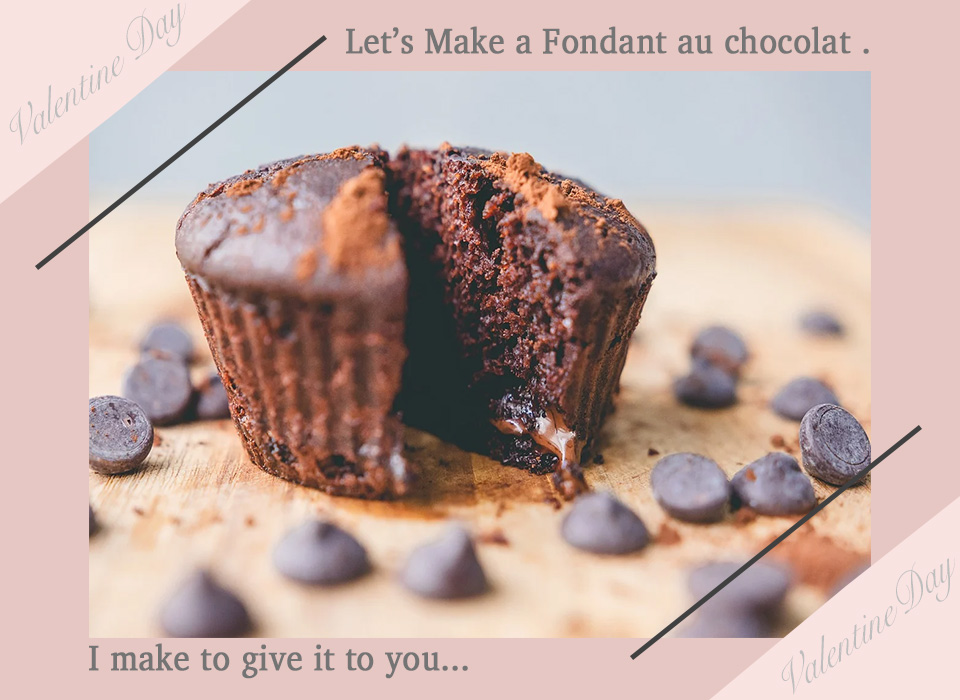 Valentine Day
Let’s Make a Fondant au chocolat .
I make to give it to you...
Valentine Day